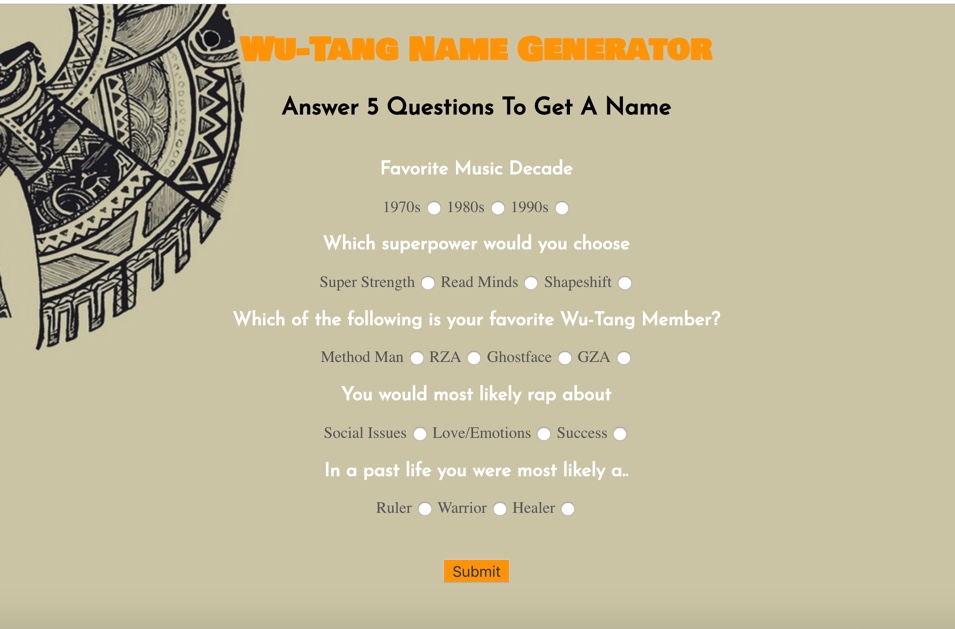 Wu-Tang Name Generator
Answer 5 Questions To Get A Name
Favorite Music Decade
1970s 1980s 1990s
Which superpower would you choose
Super Strength Read Minds Shapeshift
Which of the following is your favorite Wu-Tang Member?
Method Man RZA Ghostface GZA
You would most likely rap about
Social Issues Love/Emotions Success
In a past life you were most likely a..
Ruler Warrior Healer
Submit